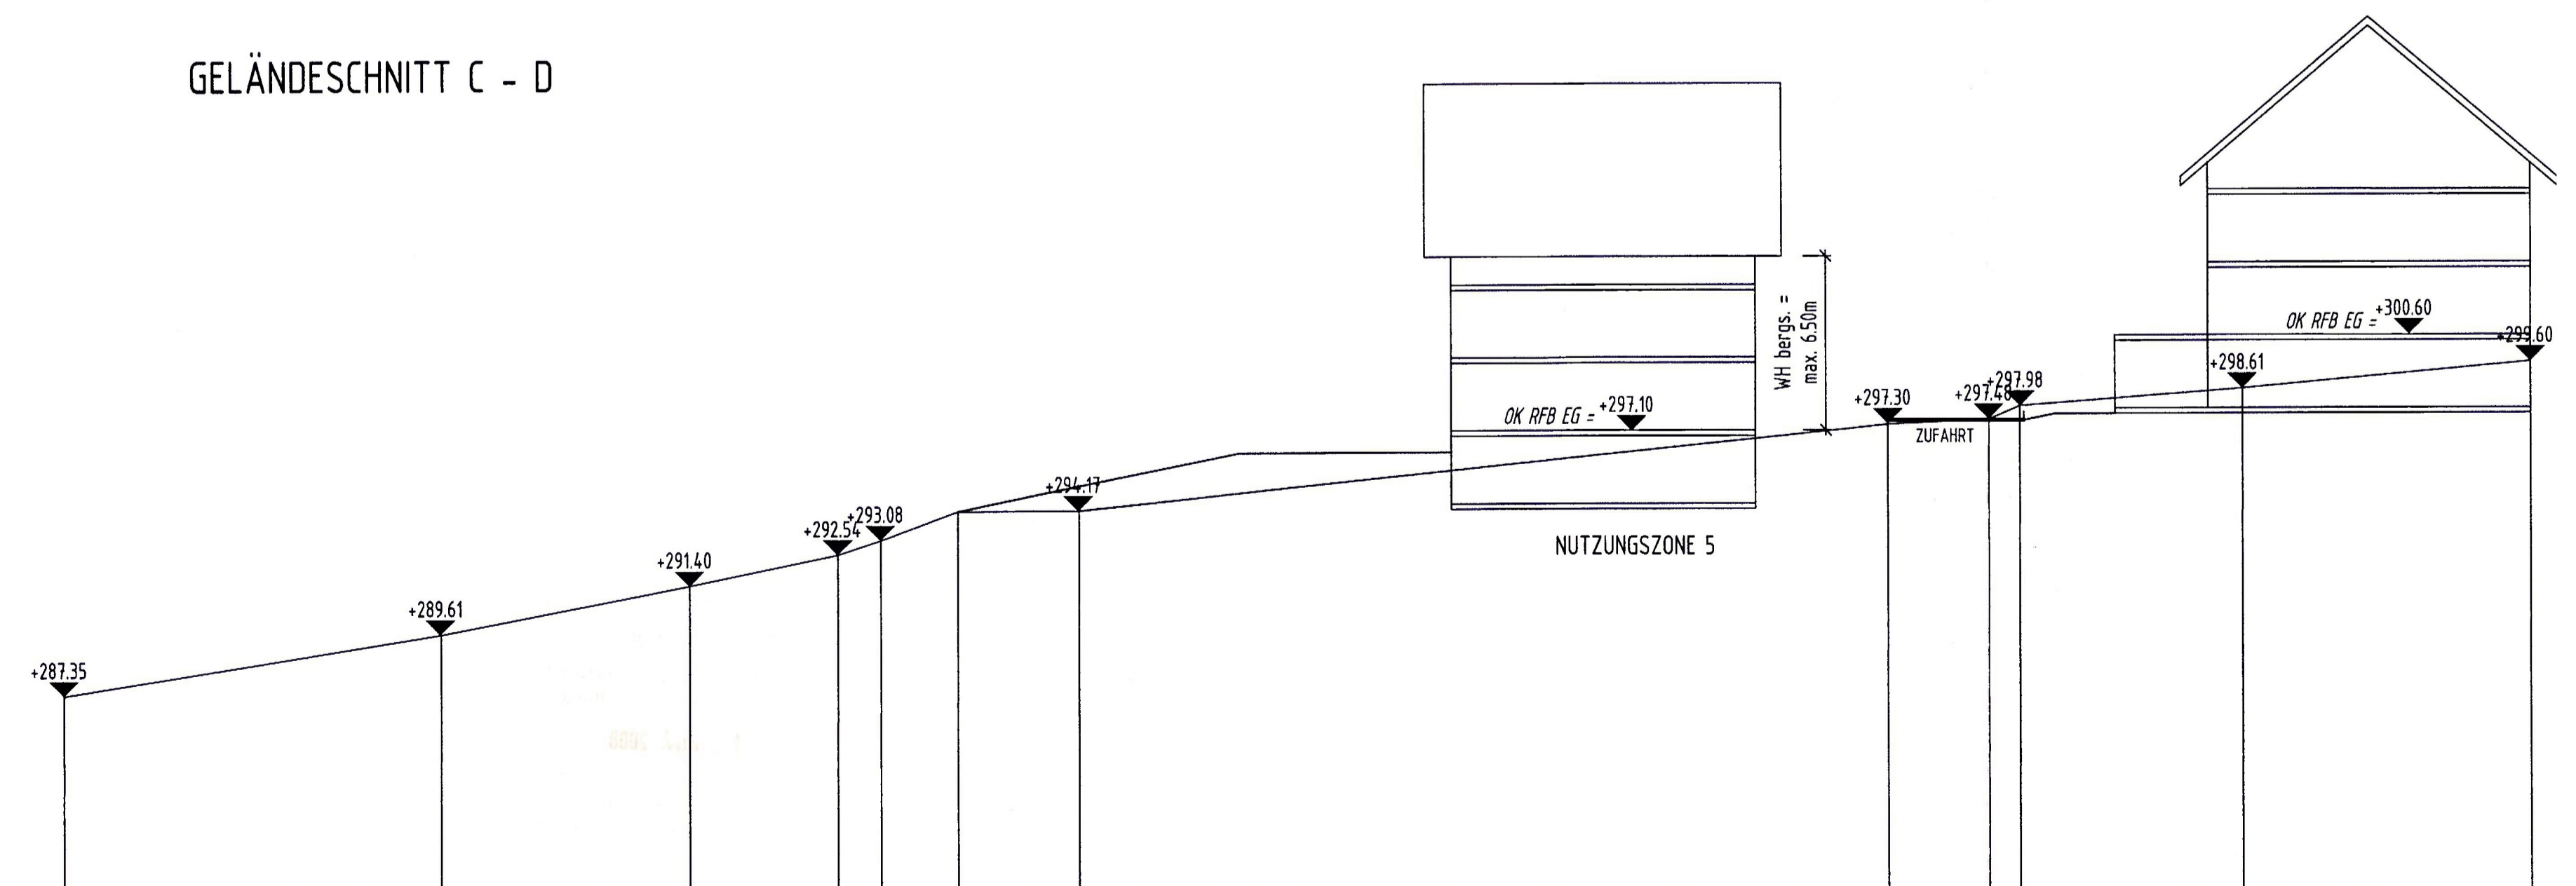 GELÄNDESCHNITT C - D
WH bergs. =
max. 6.50m
OK RFB EG = +300.60
+299.60
+298.61
+297.98
+297.48
+297.30
ZUFAHRT
OK RFB EG = +297.10
NUTZUNGSZONE 5
+294.17
+293.08
+292.54
+291.40
+289.61
+287.35